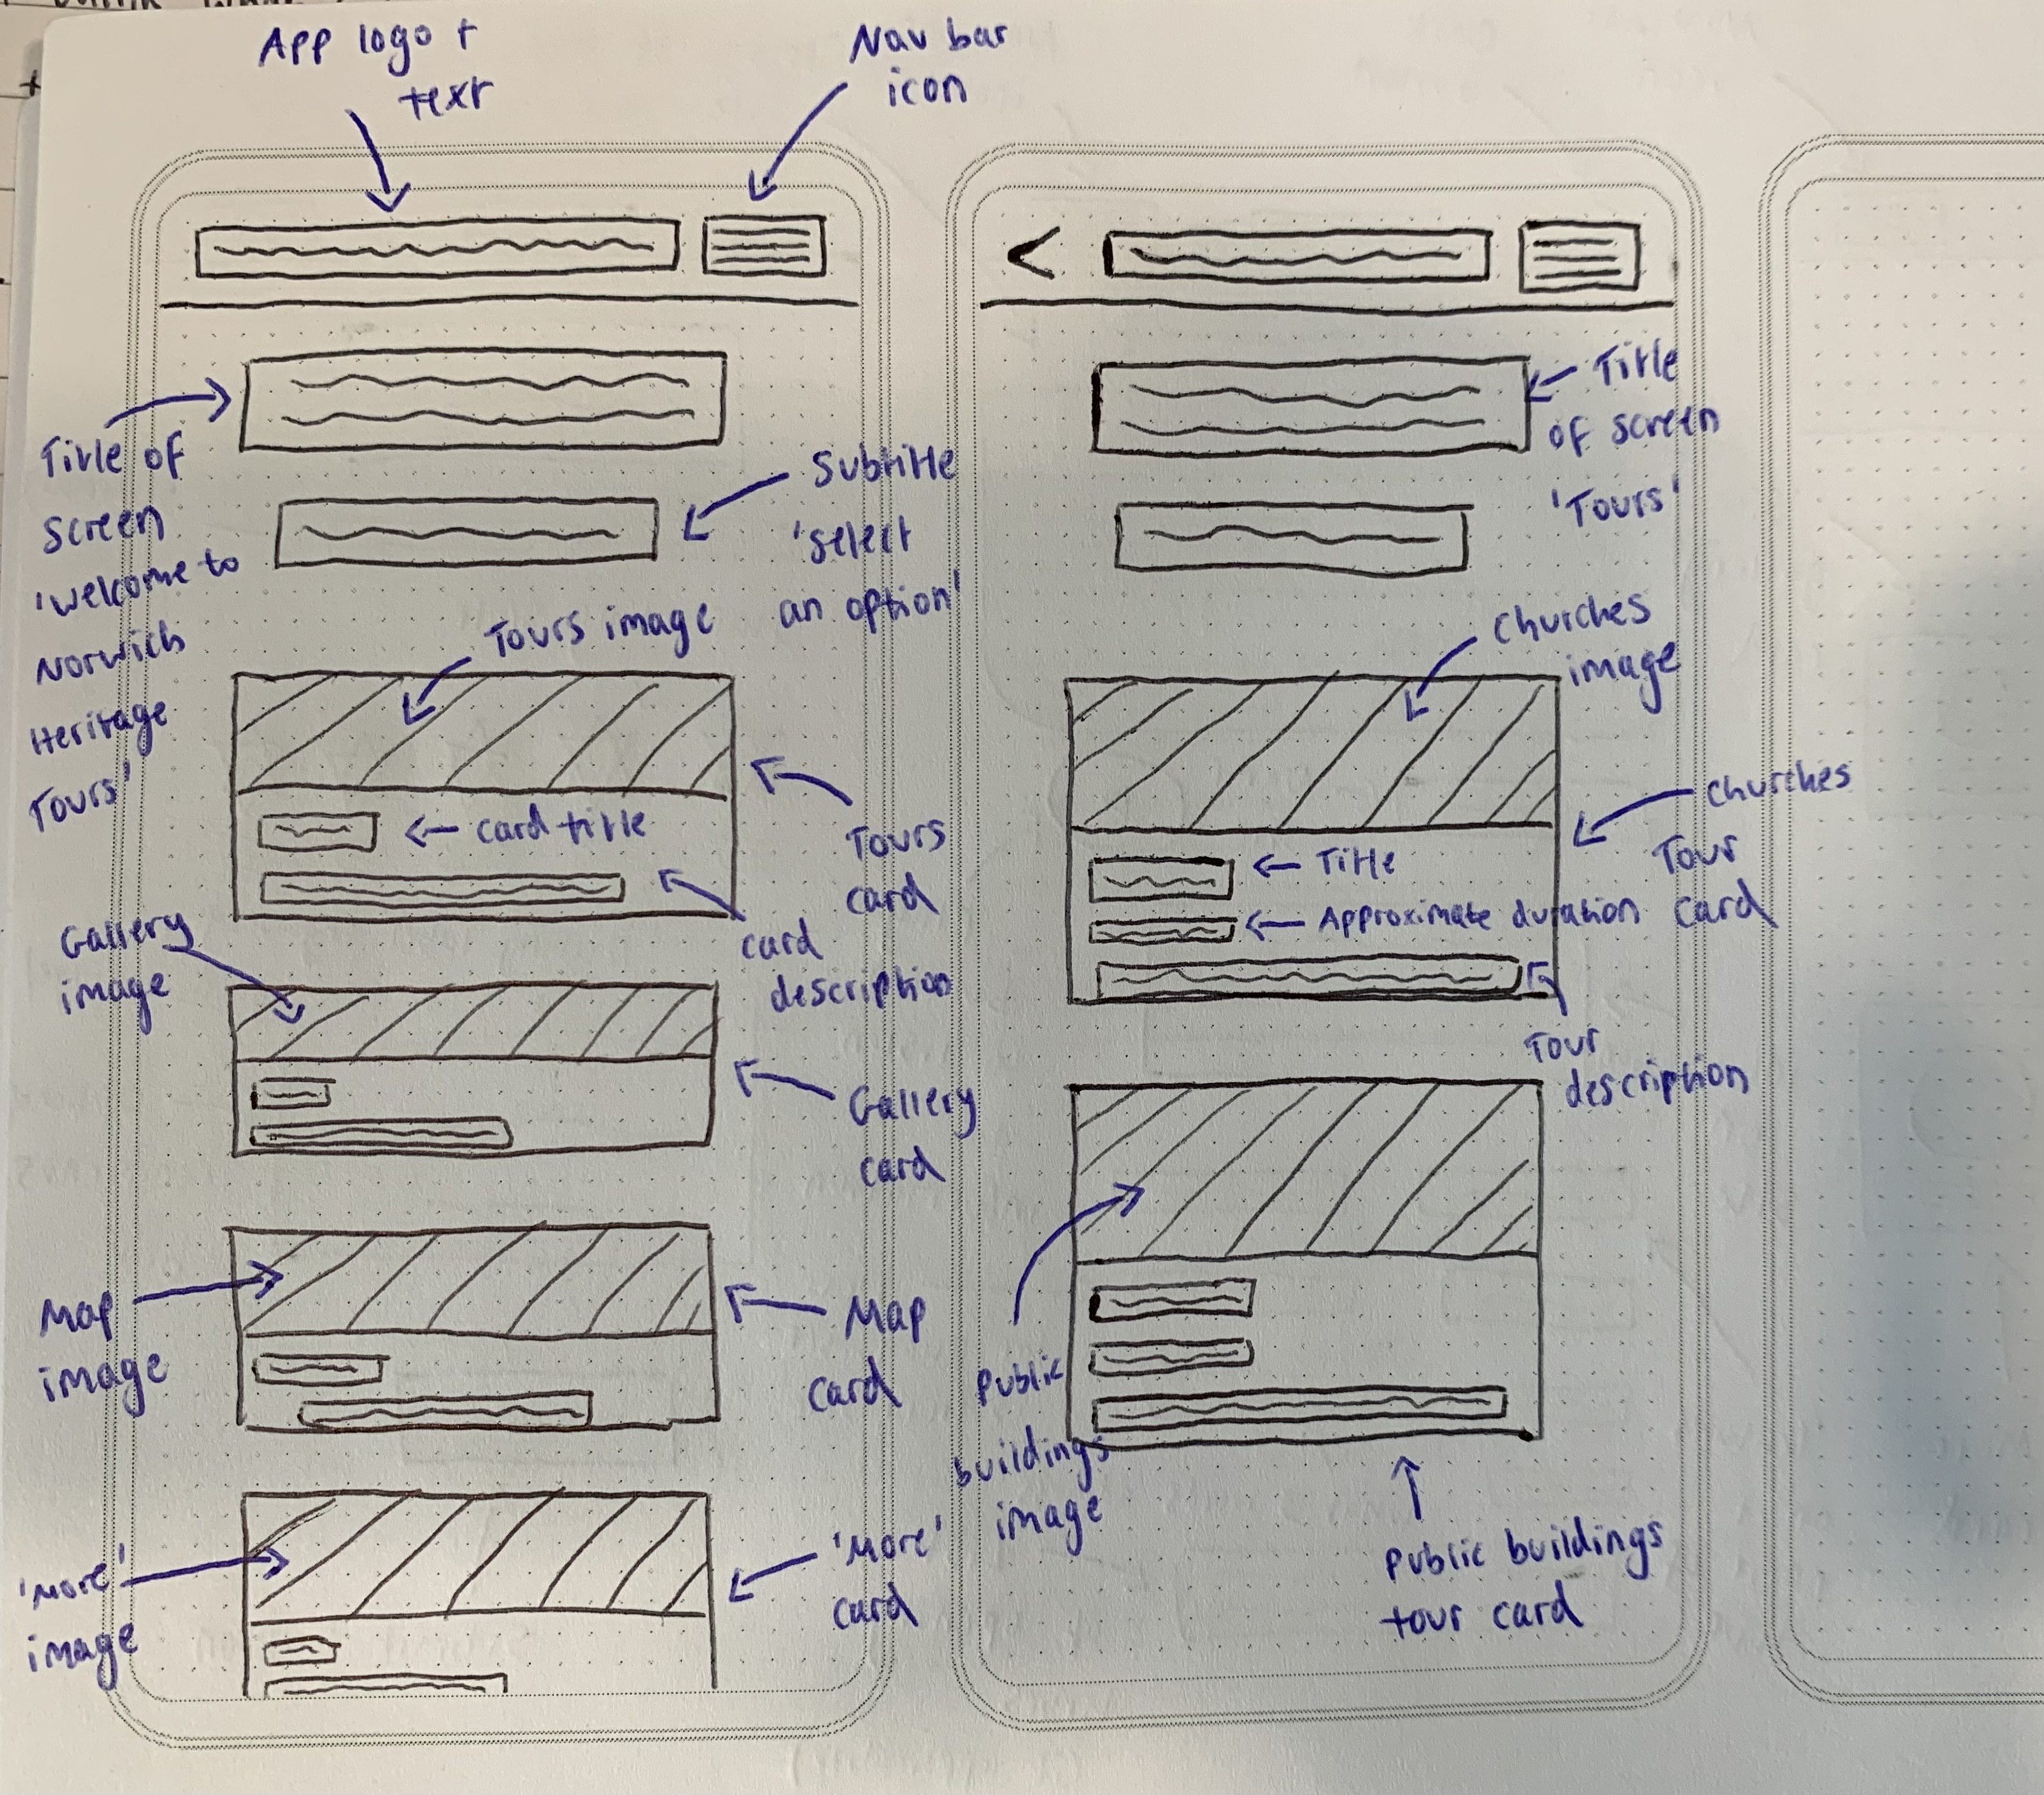 App logo +
text
Nav bar
icon
Title of
screen
'Welcome to
Norwich
Heritage
Tours'
Subtitle
'select
an option'
Tours image
Tours
card
card title
card
description
Gallery
image
Gallery
card
Map
image
Map
card
'More'
image
'More'
card
Title
of screen
'Tours'
Churches
image
Churches
Tour
card
Title
Approximate duration
Tour
description
Public
buildings
image
Public buildings
tour card